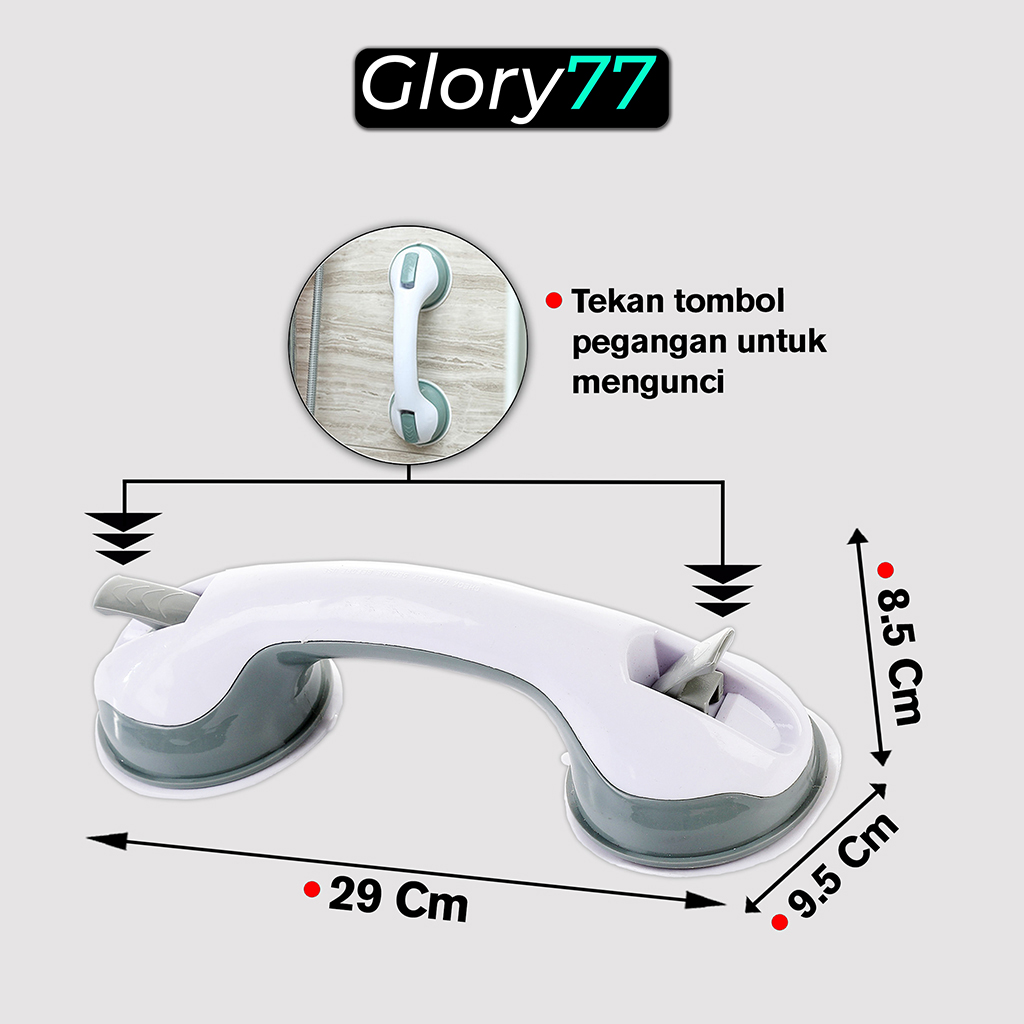 Glory77
Tekan tombol
pegangan untuk
mengunci
8.5 Cm
9.5 Cm
29 Cm